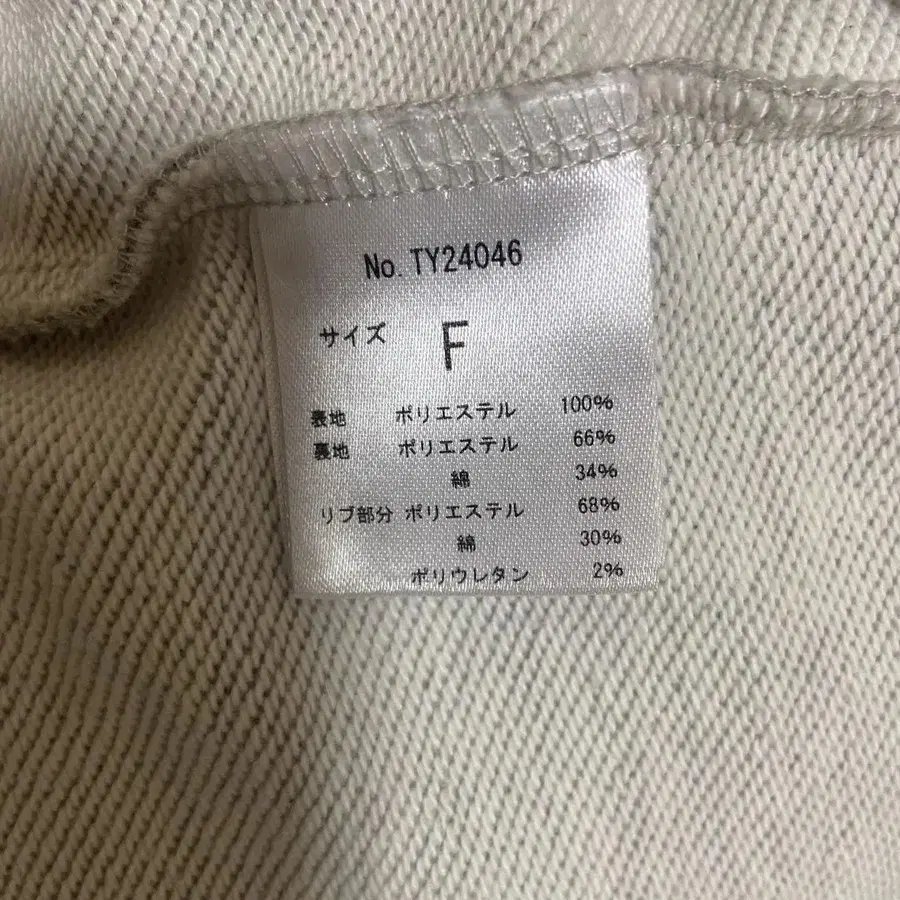 No. TY24046
サイズ F
表地 ポリエステル 100%
裏地 ポリエステル 66%
綿 34%
リブ部分 ポリエステル 68%
綿 30%
ポリウレタン 2%